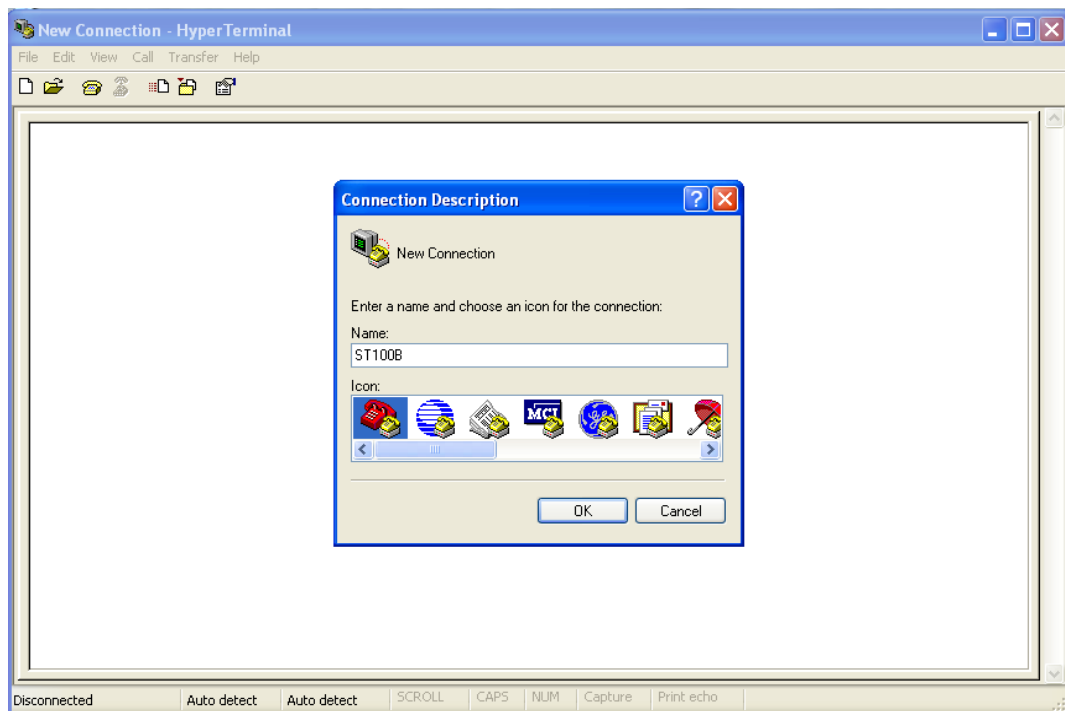 New Connection - HyperTerminal
File Edit View Call Transfer Help
Connection Description
New Connection
Enter a name and choose an icon for the connection:
Name:
ST100B
Icon:
MCI
OK Cancel
Disconnected Auto detect Auto detect SCROLL CAPS NUM Capture Print echo